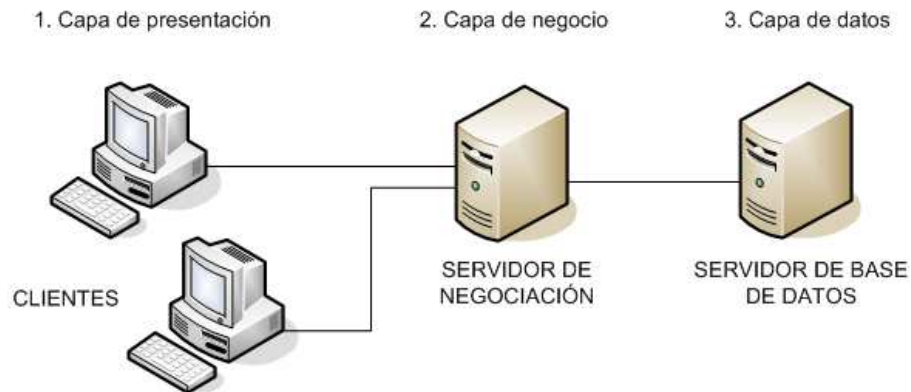 1. Capa de presentación
2. Capa de negocio
3. Capa de datos
CLIENTES
SERVIDOR DE
NEGOCIACIÓN
SERVIDOR DE BASE
DE DATOS